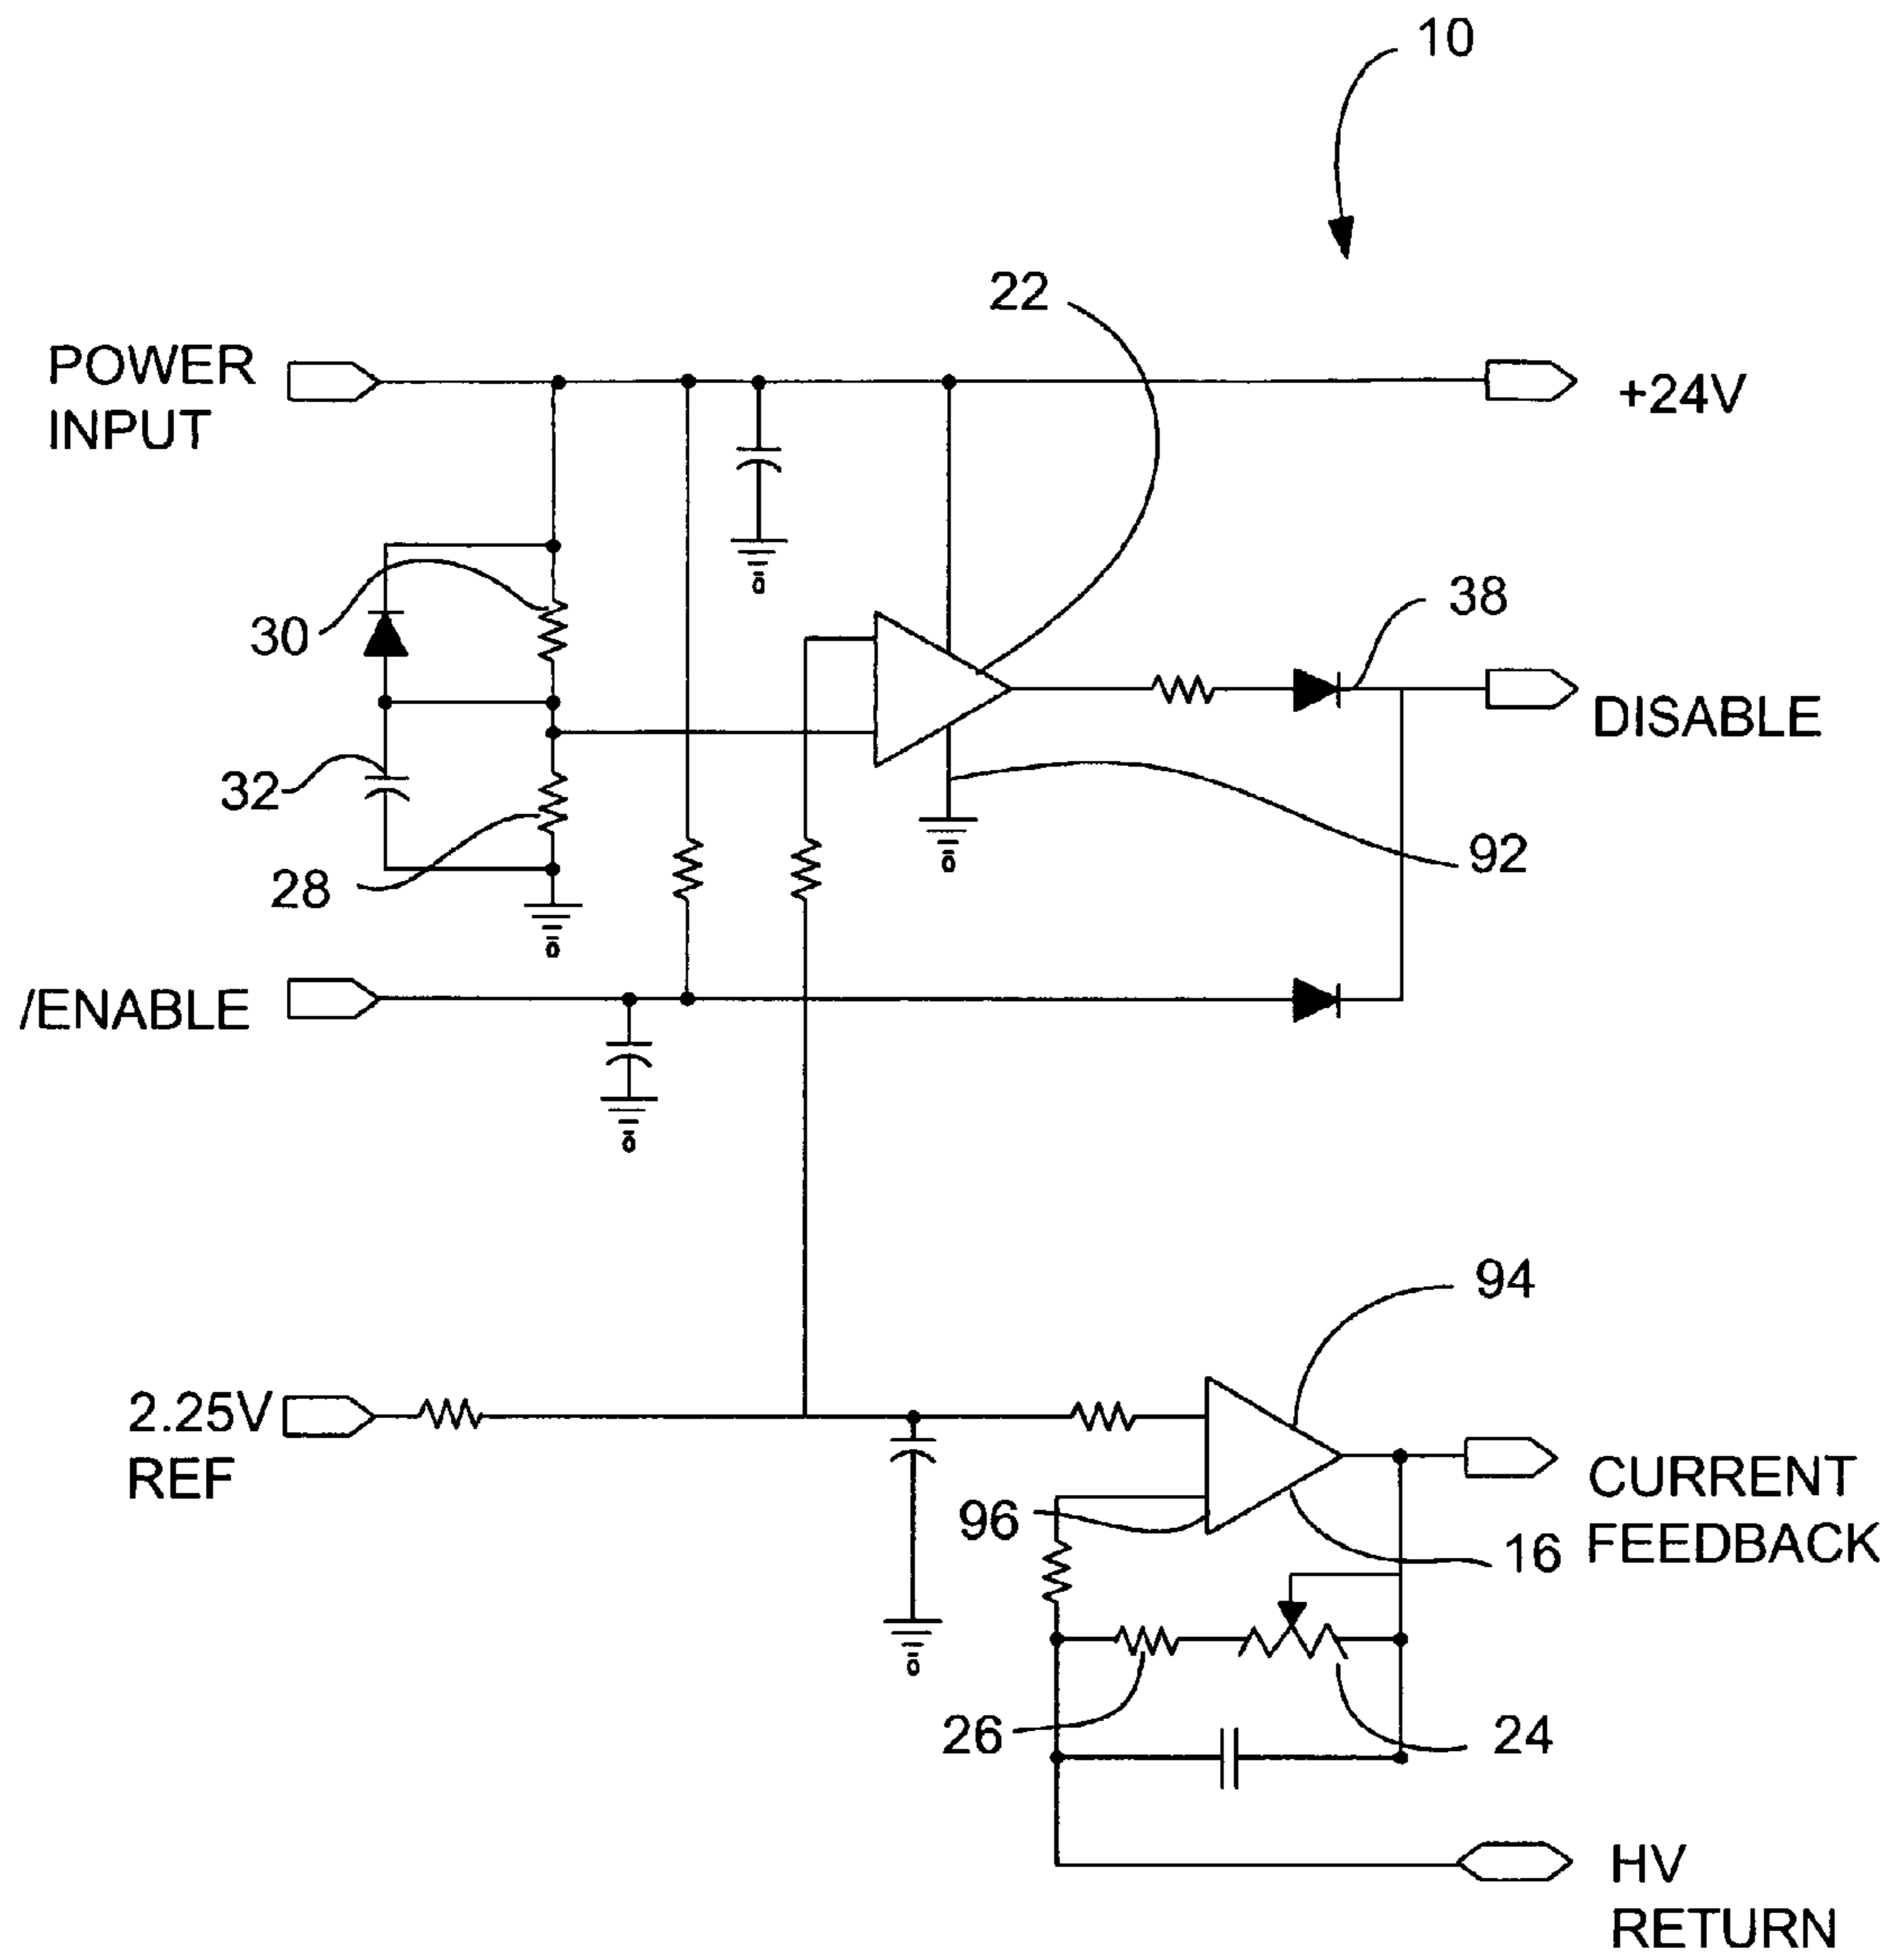 10
22
POWER
INPUT
+24V
30
38
DISABLE
32
28
92
/ENABLE
94
2.25V
REF
CURRENT
FEEDBACK
96
16
26
24
HV
RETURN